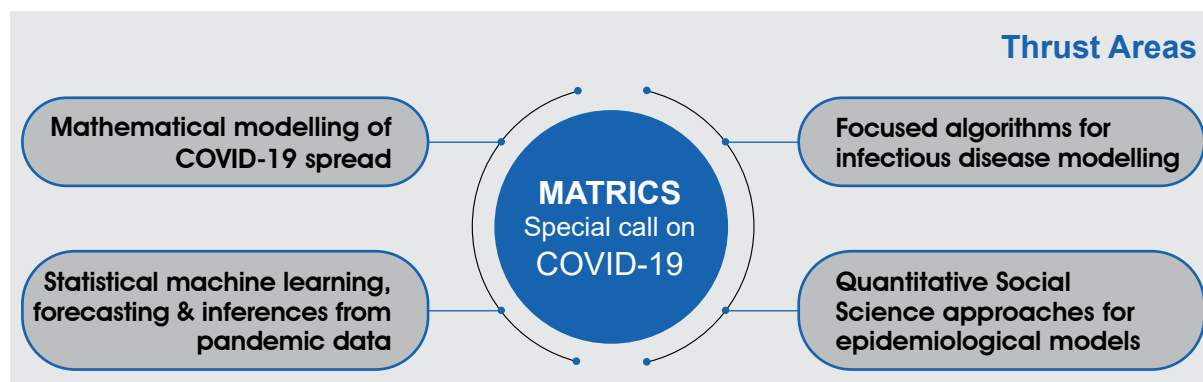 Thrust Areas
Mathematical modelling of
COVID-19 spread
Statistical machine learning,
forecasting & inferences from
pandemic data
MATRICS
Special call on
COVID-19
Focused algorithms for
infectious disease modelling
Quantitative Social
Science approaches for
epidemiological models